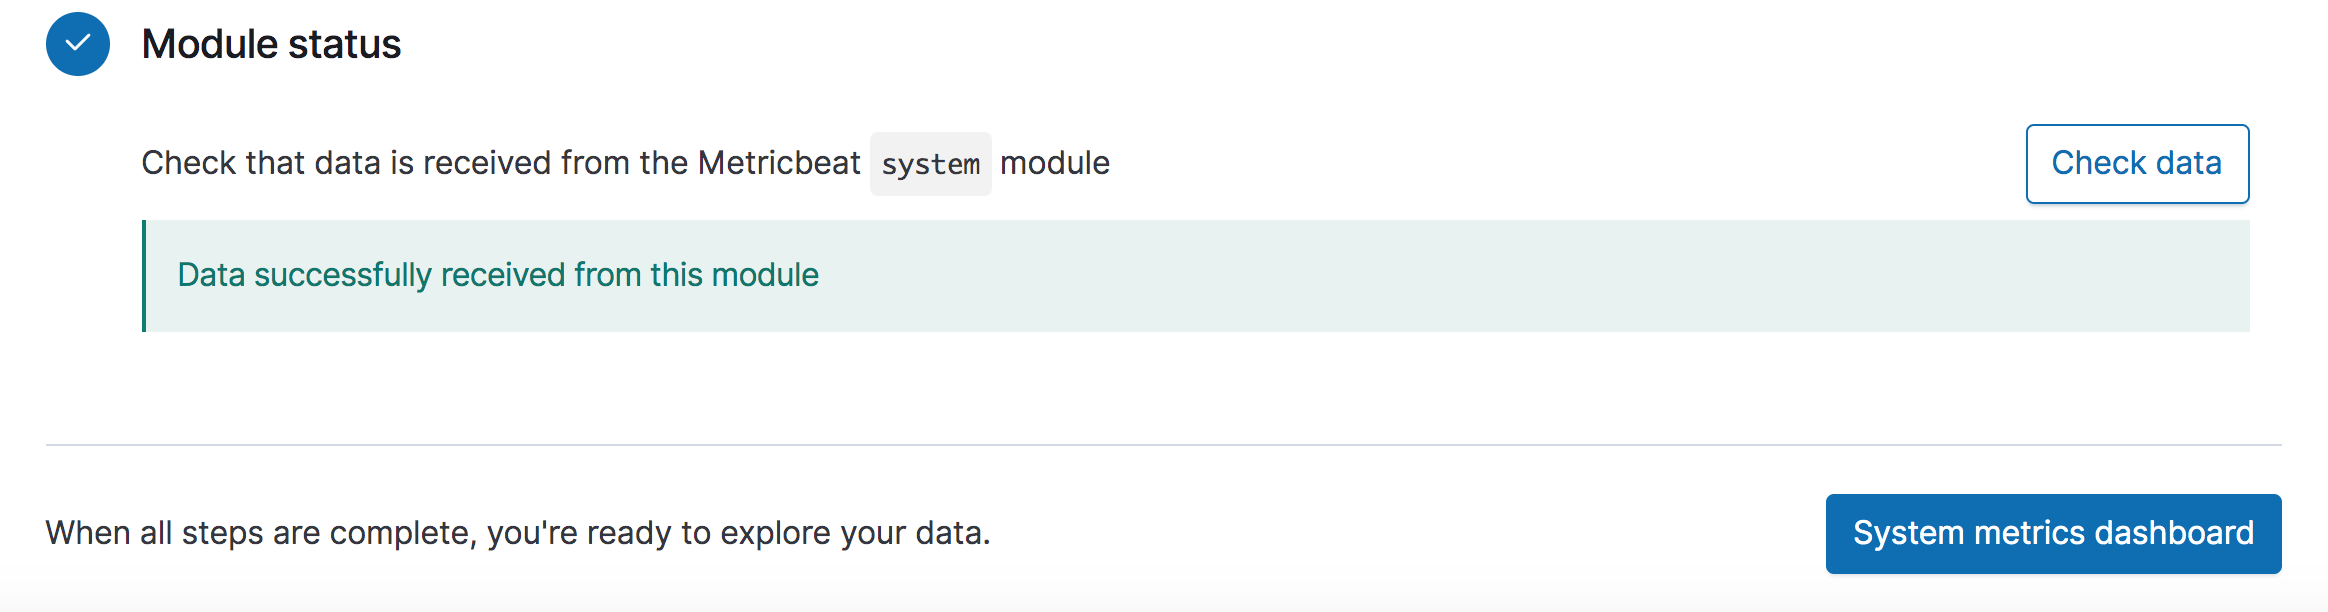 Module status
Check that data is received from the Metricbeat system module
Check data
Data successfully received from this module
When all steps are complete, you're ready to explore your data.
System metrics dashboard